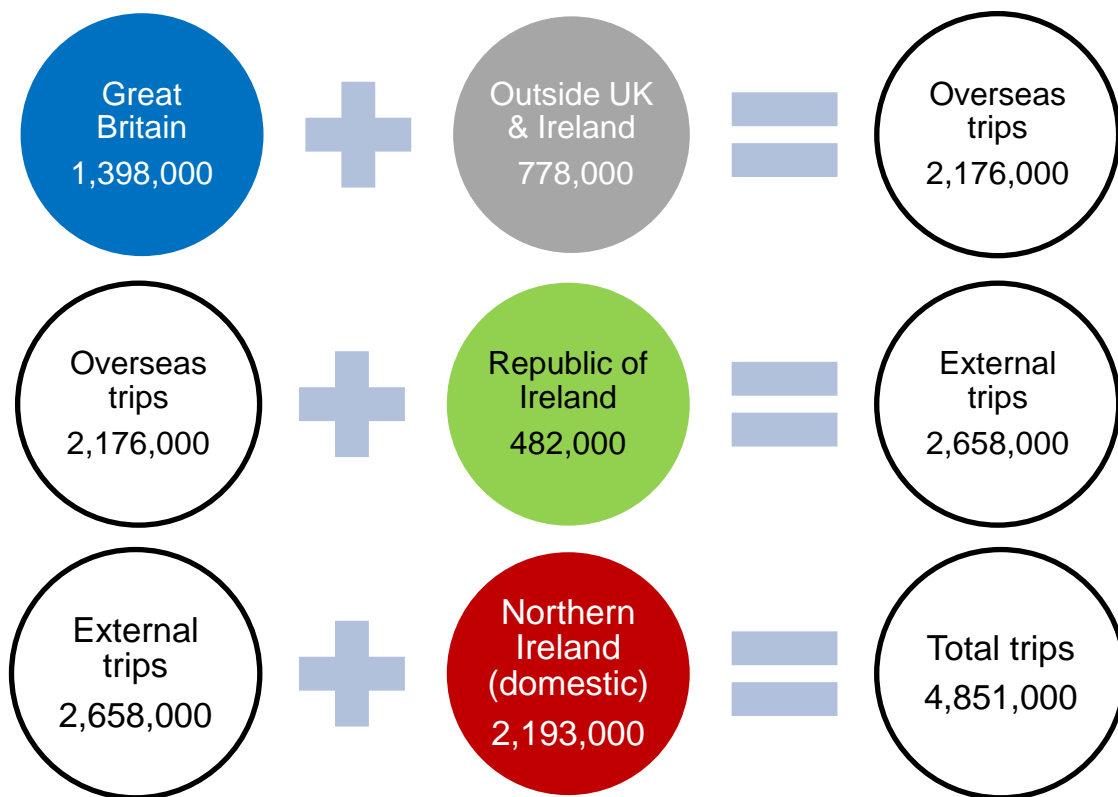 Great
Britain
1,398,000
Outside UK
& Ireland
778,000
Overseas
trips
2,176,000
Overseas
trips
2,176,000
Republic of
Ireland
482,000
External
trips
2,658,000
External
trips
2,658,000
Northern
Ireland
(domestic)
2,193,000
Total trips
4,851,000